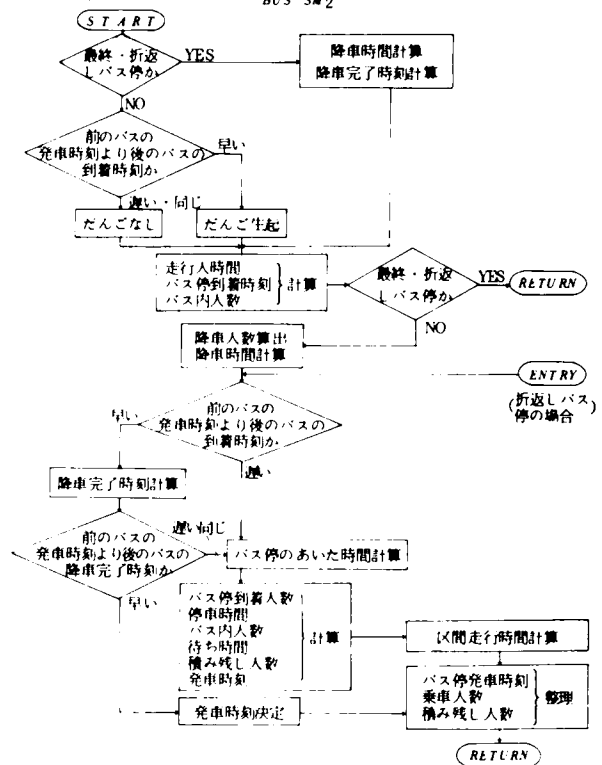 BUS SM2
START
最終・折返
しバス停か
YES
降車時間計算
降車完了時刻計算
NO
前のバスの
発車時刻より後のバスの
到着時刻か
早い
遅い・同じ
だんごなし
だんご生起
走行人時間
バス停到着時刻
バス内人数
計算
最終・折返
しバス停か
YES
RETURN
NO
降車人数算出
降車時間計算
ENTRY
(折返しバス
停の場合)
前のバスの
発車時刻より後のバスの
到着時刻か
早い
遅い
降車完了時刻計算
前のバスの
発車時刻より後のバスの
降車完了時刻か
遅い同じ
バス停のあいた時間計算
早い
バス停到着人数
停車時間
バス内人数
待ち時間
積み残し人数
発車時刻
計算
区間走行時間計算
バス停発車時刻
乗車人数
積み残し人数
整理
発車時刻決定
RETURN